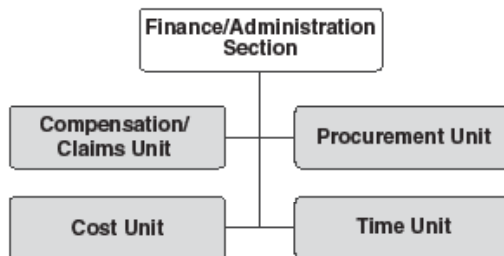 Finance/Administration
Section
Compensation/
Claims Unit
Procurement Unit
Cost Unit
Time Unit